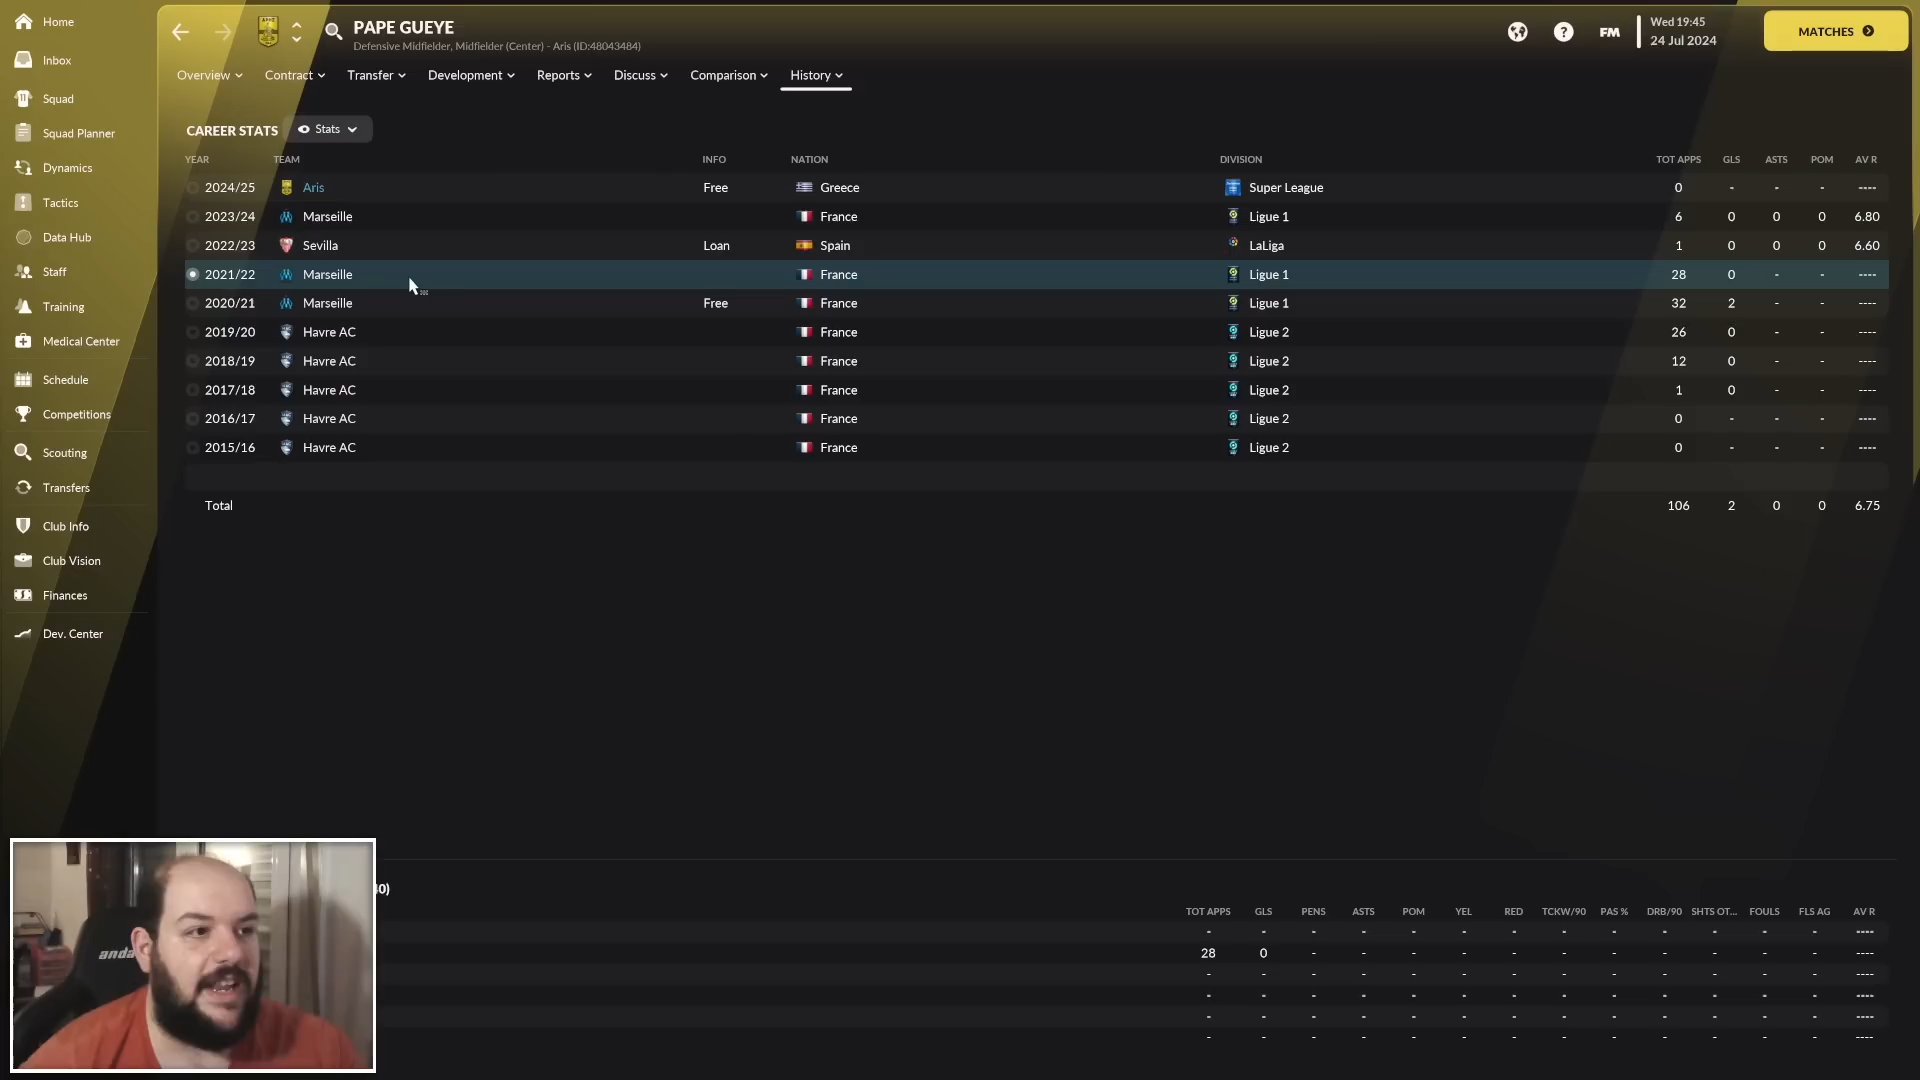 Home
Inbox
Squad
Squad Planner
Dynamics
Tactics
Data Hub
Staff
Training
Medical Center
Schedule
Competitions
Scouting
Transfers
Club Info
Club Vision
Finances
Dev. Center
PAPE GUEYE
Defensive Midfielder, Midfielder (Center) - Aris (ID:48043484)
FM
Wed 19:45
24 Jul 2024
MATCHES
Overview Contract Transfer Development Reports Discuss Comparison History
CAREER STATS Stats
YEAR TEAM INFO NATION DIVISION TOT APPS GLS ASTS POM AV R
2024/25 Aris Free Greece Super League 0 - - - ----
2023/24 Marseille France Ligue 1 6 0 0 0 6.80
2022/23 Sevilla Loan Spain LaLiga 1 0 0 0 6.60
2021/22 Marseille France Ligue 1 28 0 - - ----
2020/21 Marseille Free France Ligue 1 32 2 - - ----
2019/20 Havre AC France Ligue 2 26 0 - - ----
2018/19 Havre AC France Ligue 2 12 0 - - ----
2017/18 Havre AC France Ligue 2 1 0 - - ----
2016/17 Havre AC France Ligue 2 0 - - - ----
2015/16 Havre AC France Ligue 2 0 - - - ----
Total 106 2 0 0 6.75
TOT APPS GLS PENS ASTS POM YEL RED TCKW/90 PAS % DRB/90 SHTS OT... FOULS FLS AG AV R
- - - - - - - - - - - - - ----
28 0 - - - - - - - - - - - ----
- - - - - - - - - - - - - ----
- - - - - - - - - - - - - ----
- - - - - - - - - - - - - ----
- - - - - - - - - - - - - ----
anda